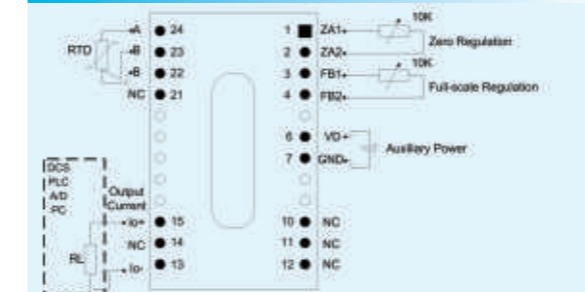 A 24 1 ZA1 10K
RTD B 23 2 ZA2 Zero Regulation
B 22 3 FB1 10K
NC 21 4 FB2 Full-scale Regulation
6 VD+
7 GND Auxiliary Power
DCS
PLC
A/D
PC
Output
Current
Io+ 15 10 NC
NC 14 11 NC
RL
Io- 13 12 NC